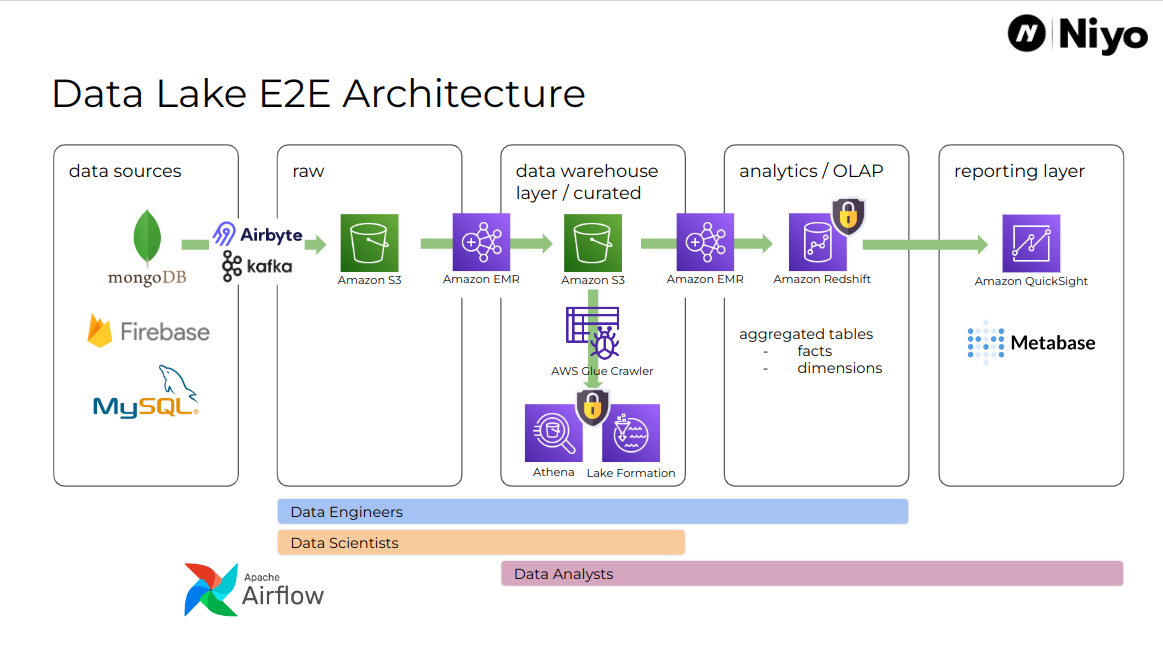 Niyo
Data Lake E2E Architecture
data sources
mongoDB
Firebase
MySQL®
Airbyte
kafka
raw
Amazon S3
Amazon EMR
data warehouse
layer / curated
Amazon S3
AWS Glue Crawler
Athena
Lake Formation
Amazon EMR
analytics / OLAP
Amazon Redshift
aggregated tables
- facts
- dimensions
reporting layer
Amazon QuickSight
Metabase
Data Engineers
Data Scientists
Data Analysts
Apache
Airflow